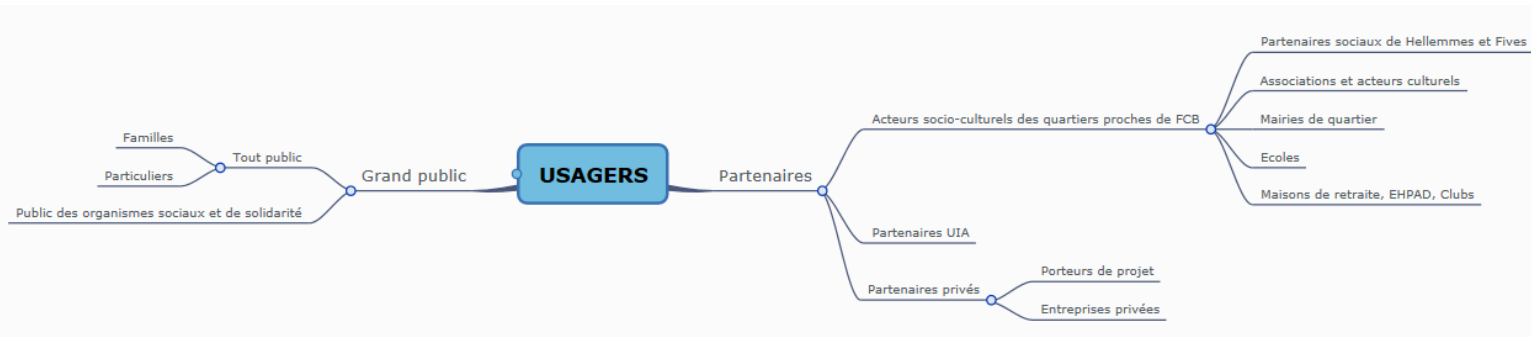 USAGERS
Grand public
Tout public
Familles
Particuliers
Public des organismes sociaux et de solidarité
Partenaires
Acteurs socio-culturels des quartiers proches de FCB
Partenaires sociaux de Hellemmes et Fives
Associations et acteurs culturels
Mairies de quartier
Ecoles
Maisons de retraite, EHPAD, Clubs
Partenaires UIA
Partenaires privés
Porteurs de projet
Entreprises privées